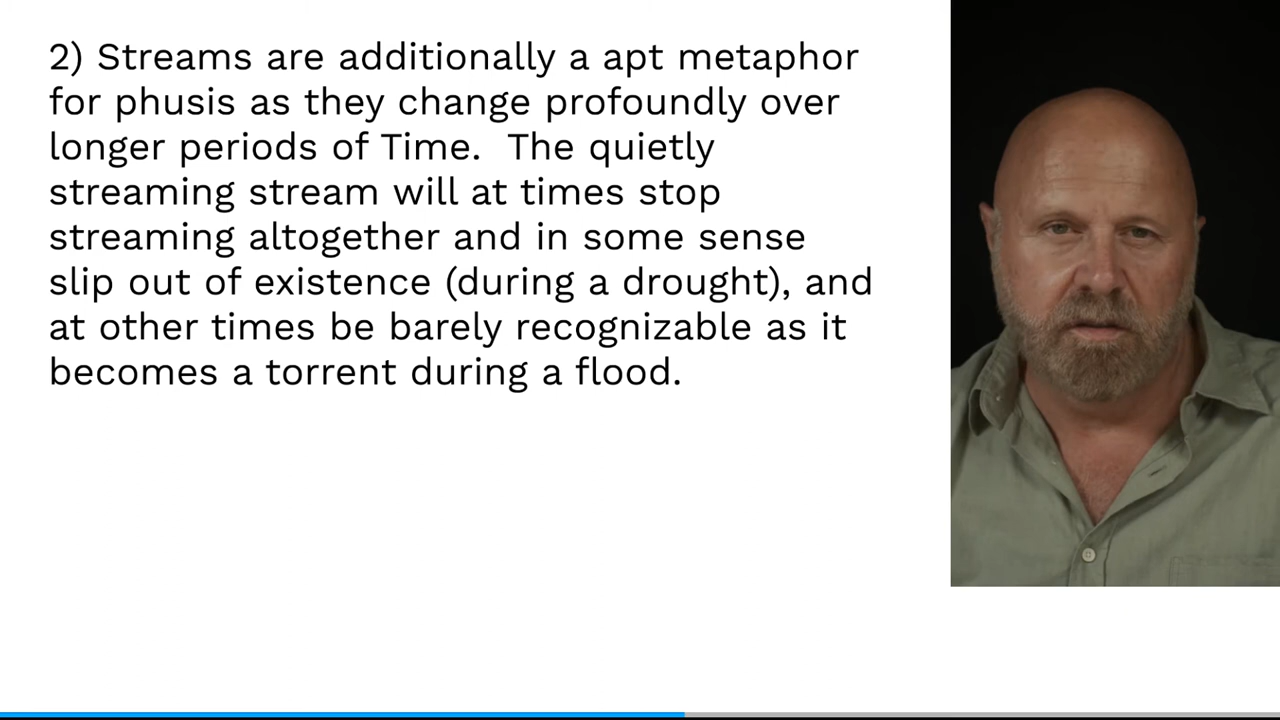 2) Streams are additionally a apt metaphor
for phusis as they change profoundly over
longer periods of Time.  The quietly
streaming stream will at times stop
streaming altogether and in some sense
slip out of existence (during a drought), and
at other times be barely recognizable as it
becomes a torrent during a flood.